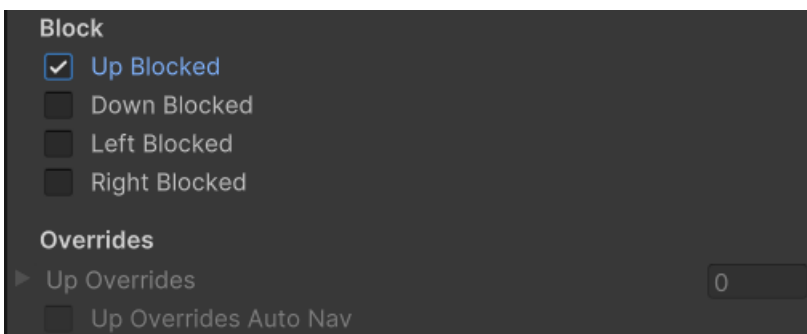 Block
Up Blocked
Down Blocked
Left Blocked
Right Blocked
Overrides
Up Overrides 0
Up Overrides Auto Nav